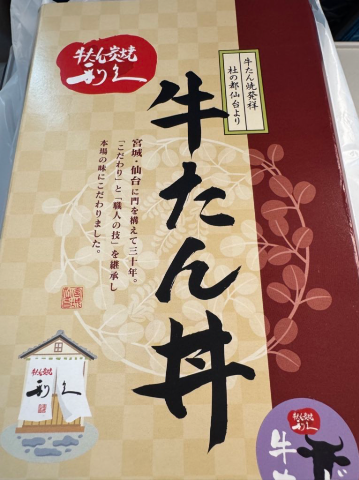 牛たん炭焼
利久
牛たん焼発祥
杜の都仙台より
牛たん丼
宮城・仙台に門を構えて三十年。
「こだわり」と「職人の技」を継承し
本場の味にこだわりました。
牛たん炭焼
利久
牛たん炭焼
利久
牛
ど